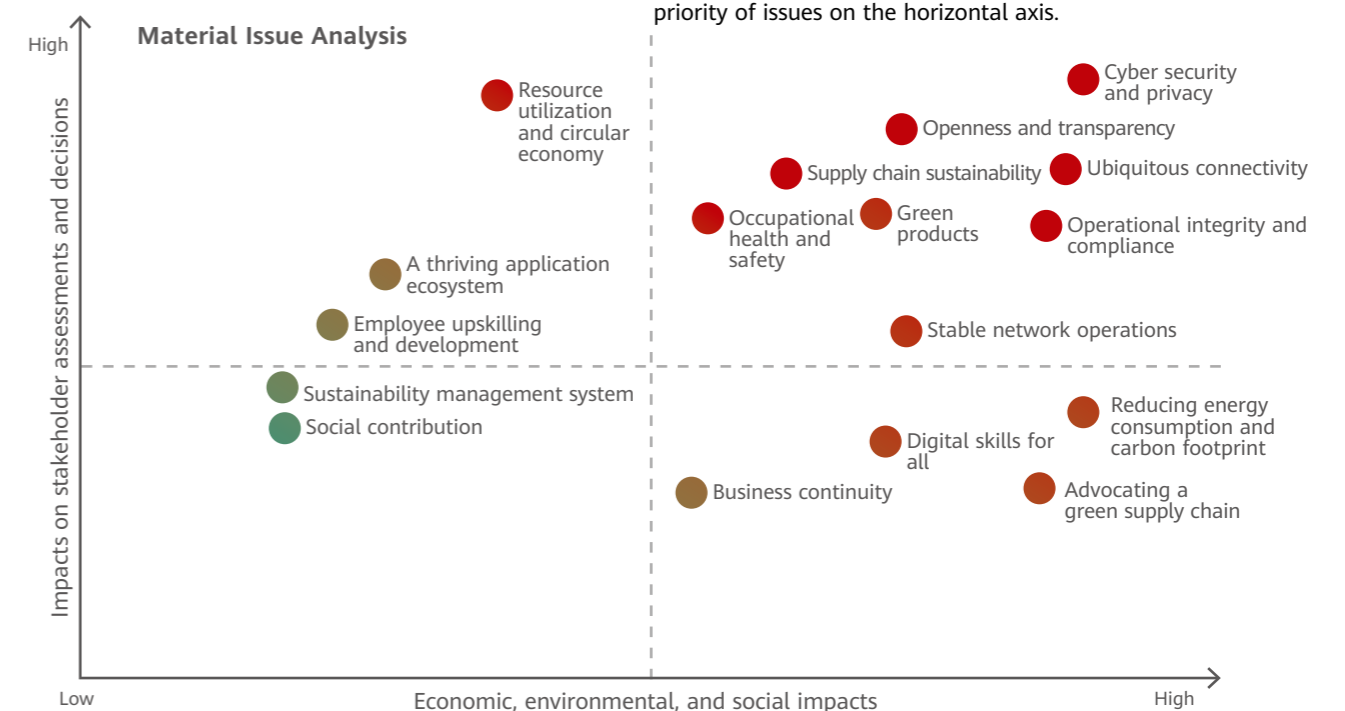 priority of issues on the horizontal axis.
High
Material Issue Analysis
Resource
utilization
and circular
economy
Cyber security
and privacy
Openness and transparency
Supply chain sustainability
Ubiquitous connectivity
Occupational
health and
safety
Green
products
Operational integrity and
compliance
A thriving application
ecosystem
Employee upskilling
and development
Stable network operations
Sustainability management system
Social contribution
Reducing energy
consumption and
carbon footprint
Digital skills for
all
Business continuity
Advocating a
green supply chain
Impacts on stakeholder assessments and decisions
Low
Economic, environmental, and social impacts
High